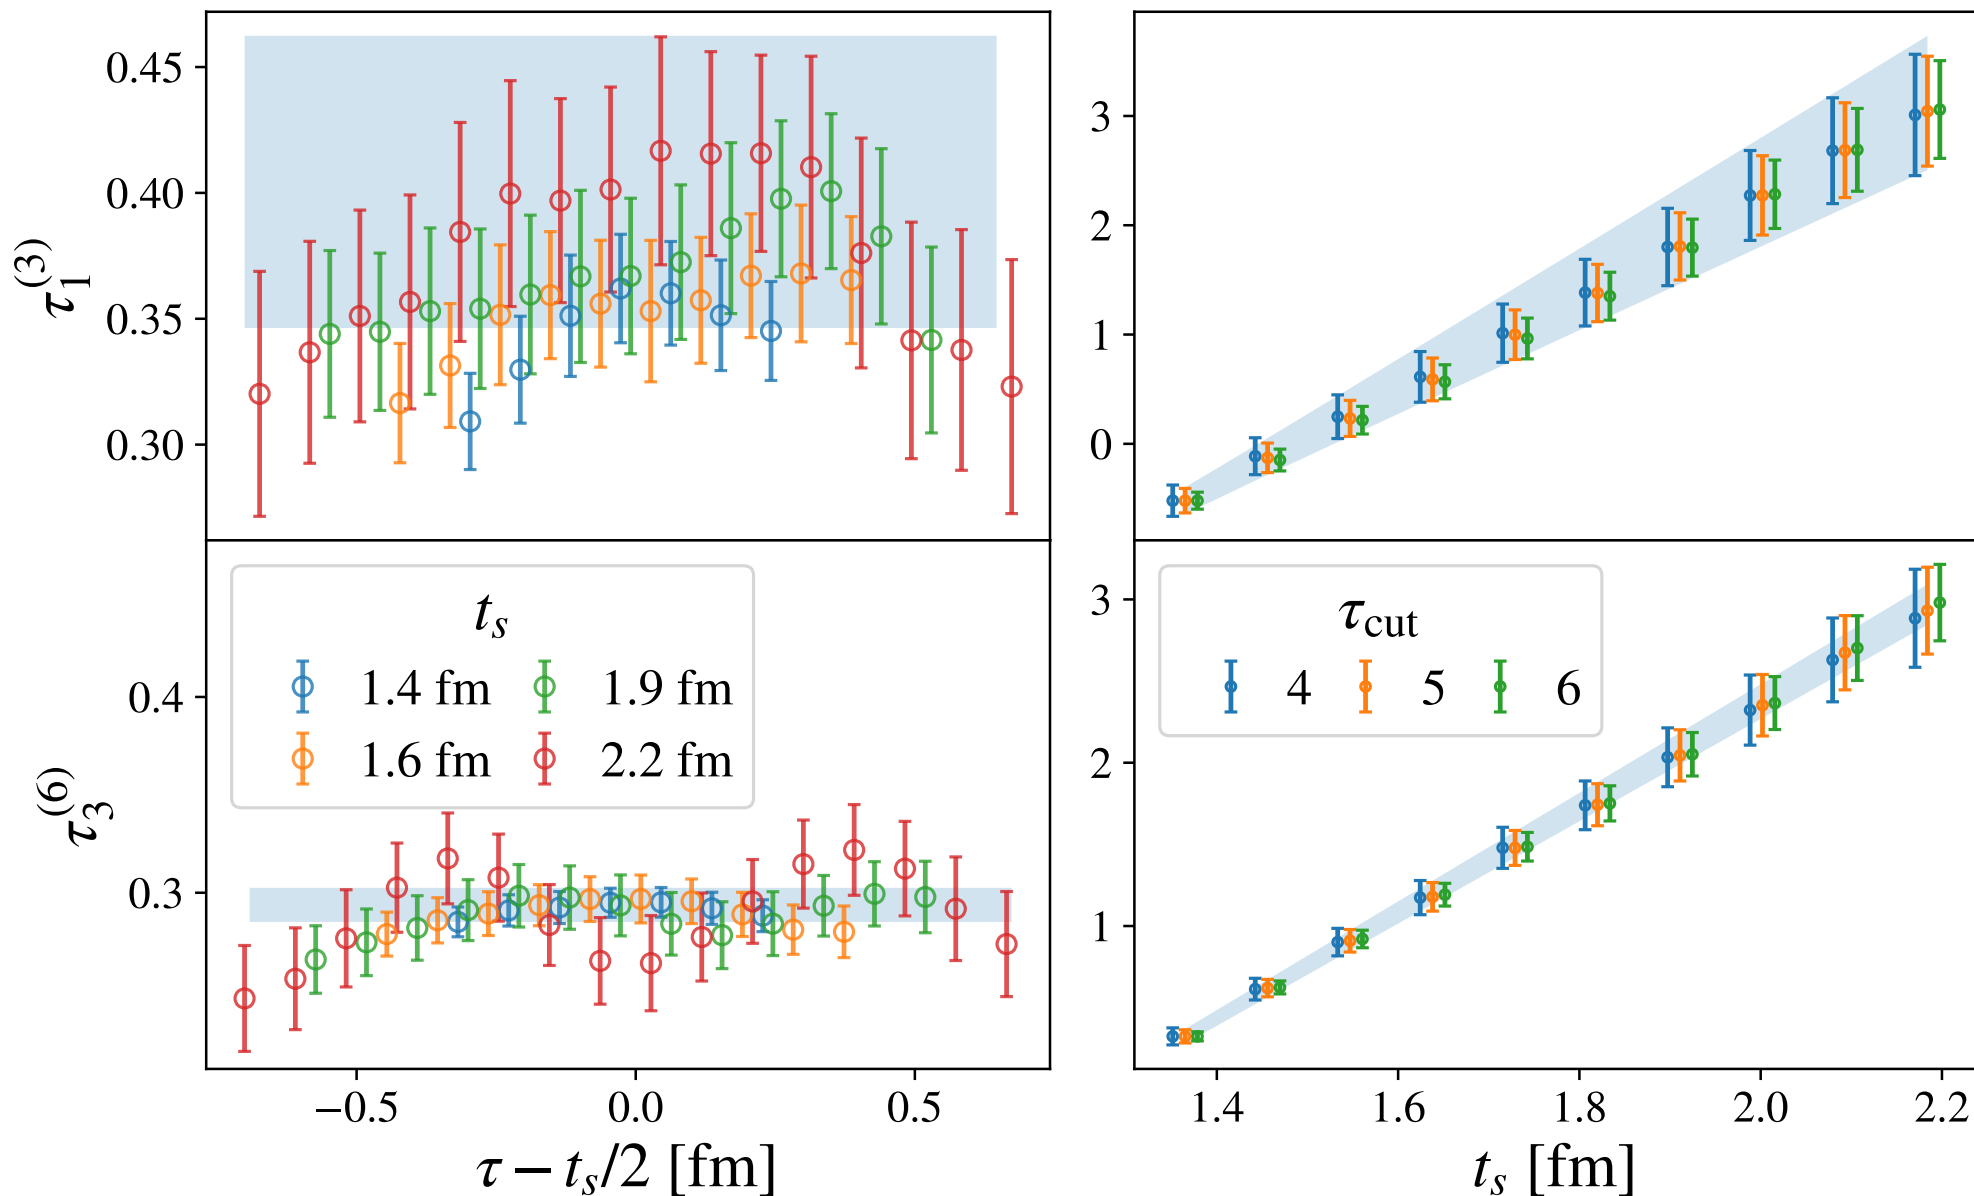 0.45
0.40
0.35
0.30
τ₁⁽³⁾
3
2
1
0
0.4
0.3
τ₃⁽⁶⁾
t_s
1.4 fm
1.9 fm
1.6 fm
2.2 fm
−0.5
0.0
0.5
τ − t_s/2 [fm]
3
2
1
τ_cut
4
5
6
1.4
1.6
1.8
2.0
2.2
t_s [fm]